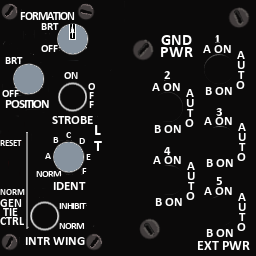 FORMATION
BRT
OFF
BRT
OFF
POSITION
ON
OFF
STROBE
LT
A
B
C
D
E
F
NORM
IDENT
RESET
NORM
GEN
TIE
CTRL
INHIBIT
NORM
INTR WING
GND
PWR
1
A ON
AUTO
B ON
2
A ON
AUTO
B ON
3
A ON
AUTO
B ON
4
A ON
AUTO
B ON
5
A ON
AUTO
B ON
EXT PWR